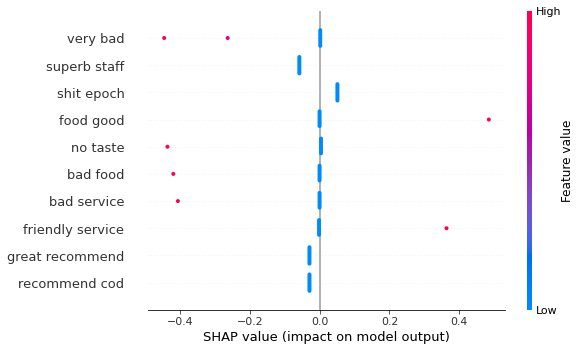 High
very bad
superb staff
shit epoch
food good
no taste
bad food
bad service
friendly service
great recommend
recommend cod
Feature value
Low
−0.4 −0.2 0.0 0.2 0.4
SHAP value (impact on model output)